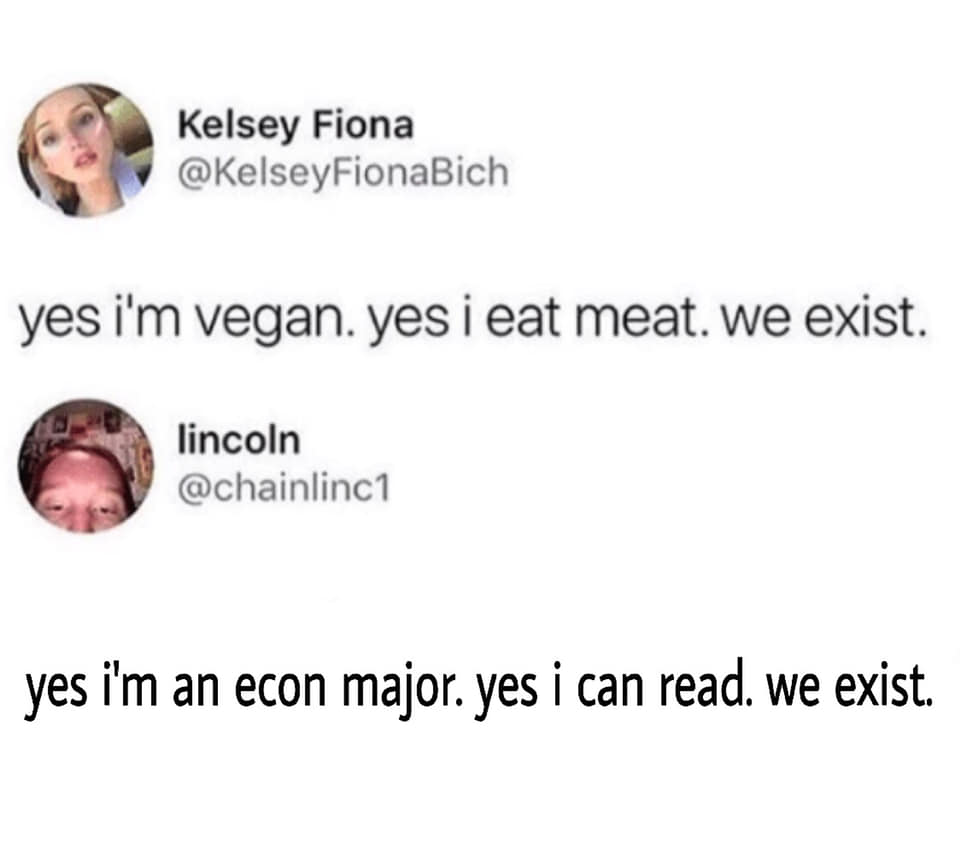 Kelsey Fiona
@KelseyFionaBich
yes i'm vegan. yes i eat meat. we exist.
lincoln
@chainlinc1
yes i'm an econ major. yes i can read. we exist.